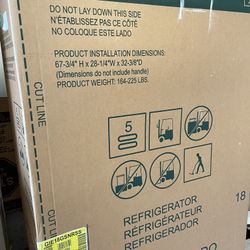 DO NOT LAY DOWN THIS SIDE
N'ÉTABLISSEZ PAS CE CÔTÉ
NO COLOQUE ESTE LADO
PRODUCT INSTALLATION DIMENSIONS:
67-3/4" H x 28-1/4"W x 32-3/8"D
(Dimensions do not include handle)
PRODUCT WEIGHT: 164-225 LBS.
CUT LINE
5
18
REFRIGERATOR
RÉFRIGÉRATEUR
REFRIGERADOR
CUT LINE
GIE18GSNRSS